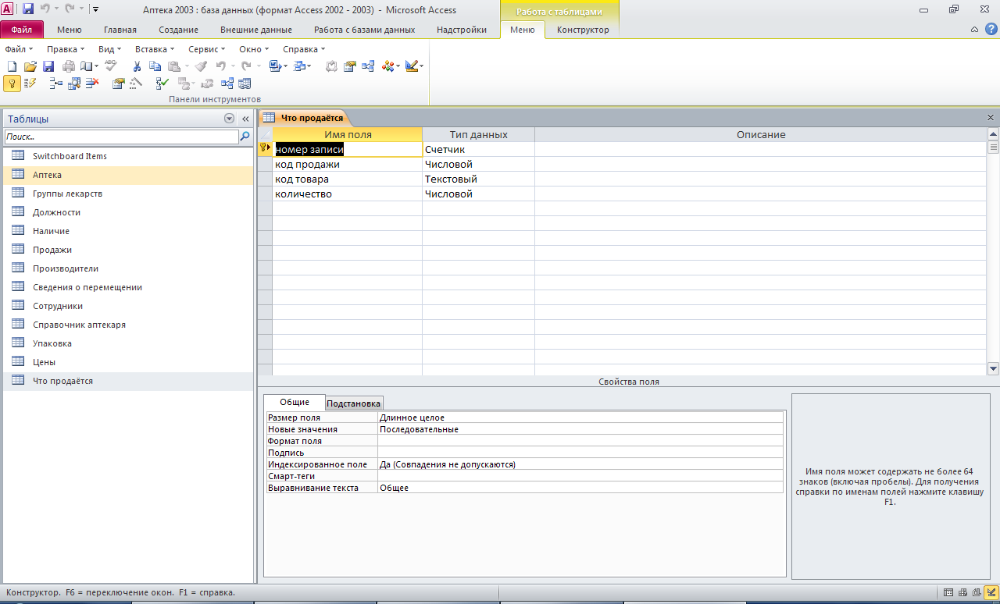 Аптека 2003 : база данных (формат Access 2002 - 2003) - Microsoft Access
Работа с таблицами
Файл Меню Главная Создание Внешние данные Работа с базами данных Надстройки Меню Конструктор
Файл Правка Вид Вставка Сервис Окно Справка
Панели инструментов
Таблицы
Поиск...
Switchboard Items
Аптека
Группы лекарств
Должности
Наличие
Продажи
Производители
Сведения о перемещении
Сотрудники
Справочник аптекаря
Упаковка
Цены
Что продаётся
Что продаётся
Имя поля Тип данных Описание
номер записи Счетчик
код продажи Числовой
код товара Текстовый
количество Числовой
Свойства поля
Общие Подстановка
Размер поля Длинное целое
Новые значения Последовательные
Формат поля
Подпись
Индексированное поле Да (Совпадения не допускаются)
Смарт-теги
Выравнивание текста Общее
Имя поля может содержать не более 64
знаков (включая пробелы). Для получения
справки по именам полей нажмите клавишу
F1.
Конструктор. F6 = переключение окон. F1 = справка.